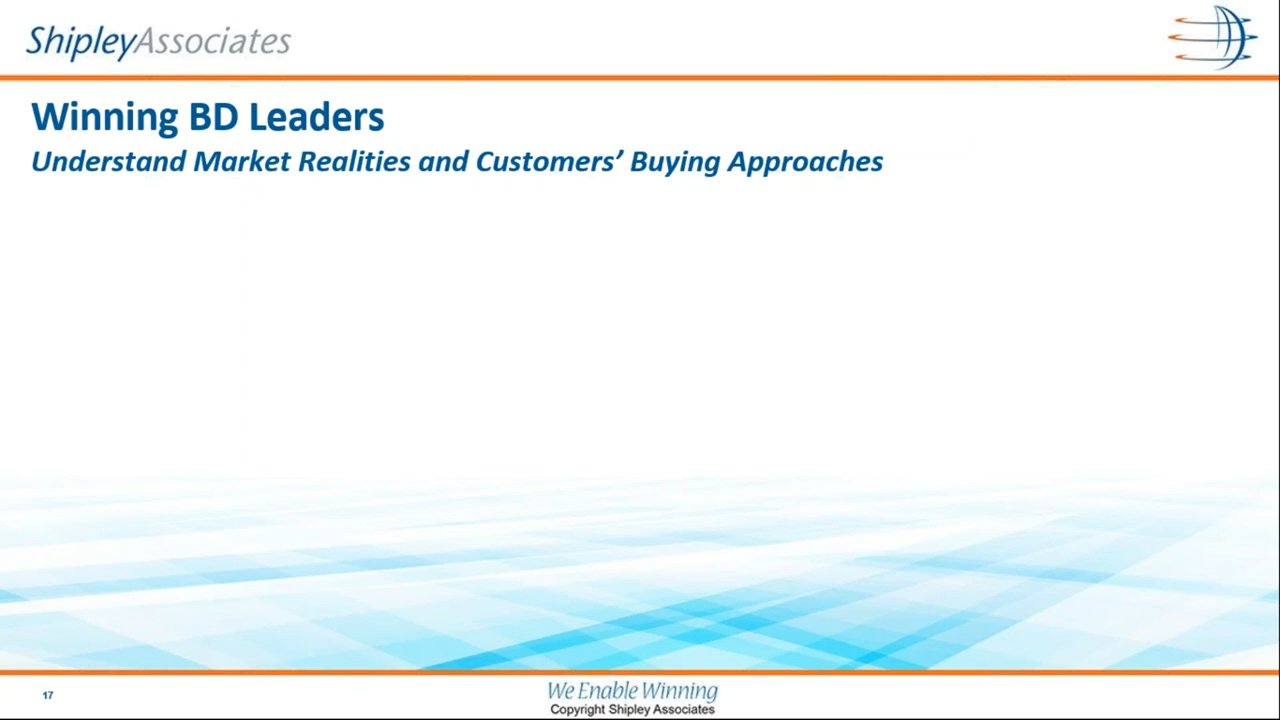 ShipleyAssociates
Winning BD Leaders
Understand Market Realities and Customers’ Buying Approaches
17
We Enable Winning
Copyright Shipley Associates